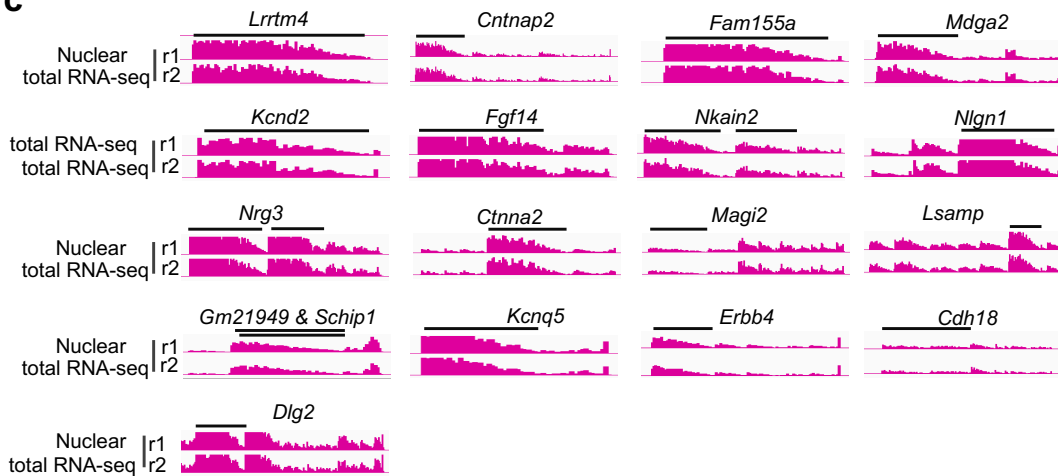 c
Lrrtm4 Cntnap2 Fam155a Mdga2
Nuclear r1
total RNA-seq r2
Kcnd2 Fgf14 Nkain2 Nlgn1
total RNA-seq r1
total RNA-seq r2
Nrg3 Ctnna2 Magi2 Lsamp
Nuclear r1
total RNA-seq r2
Gm21949 & Schip1 Kcnq5 Erbb4 Cdh18
Nuclear r1
total RNA-seq r2
Dlg2
Nuclear r1
total RNA-seq r2